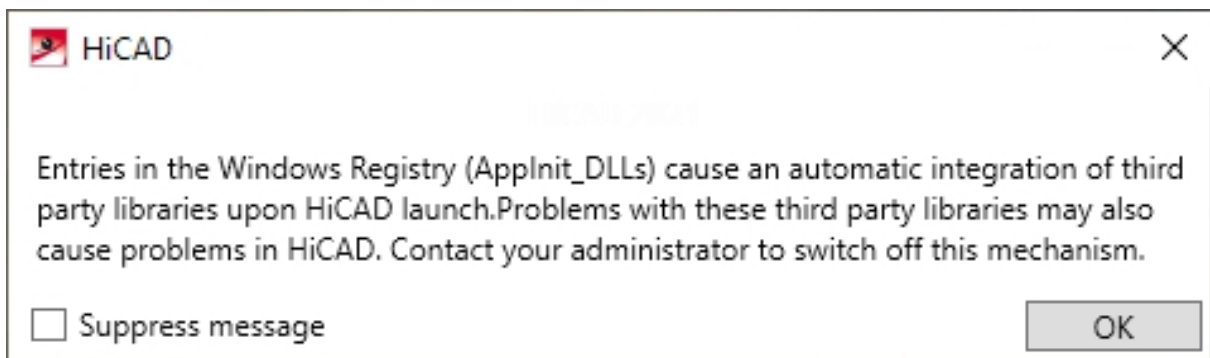 HiCAD
Entries in the Windows Registry (AppInit_DLLs) cause an automatic integration of third
party libraries upon HiCAD launch.Problems with these third party libraries may also
cause problems in HiCAD. Contact your administrator to switch off this mechanism.
Suppress message
OK